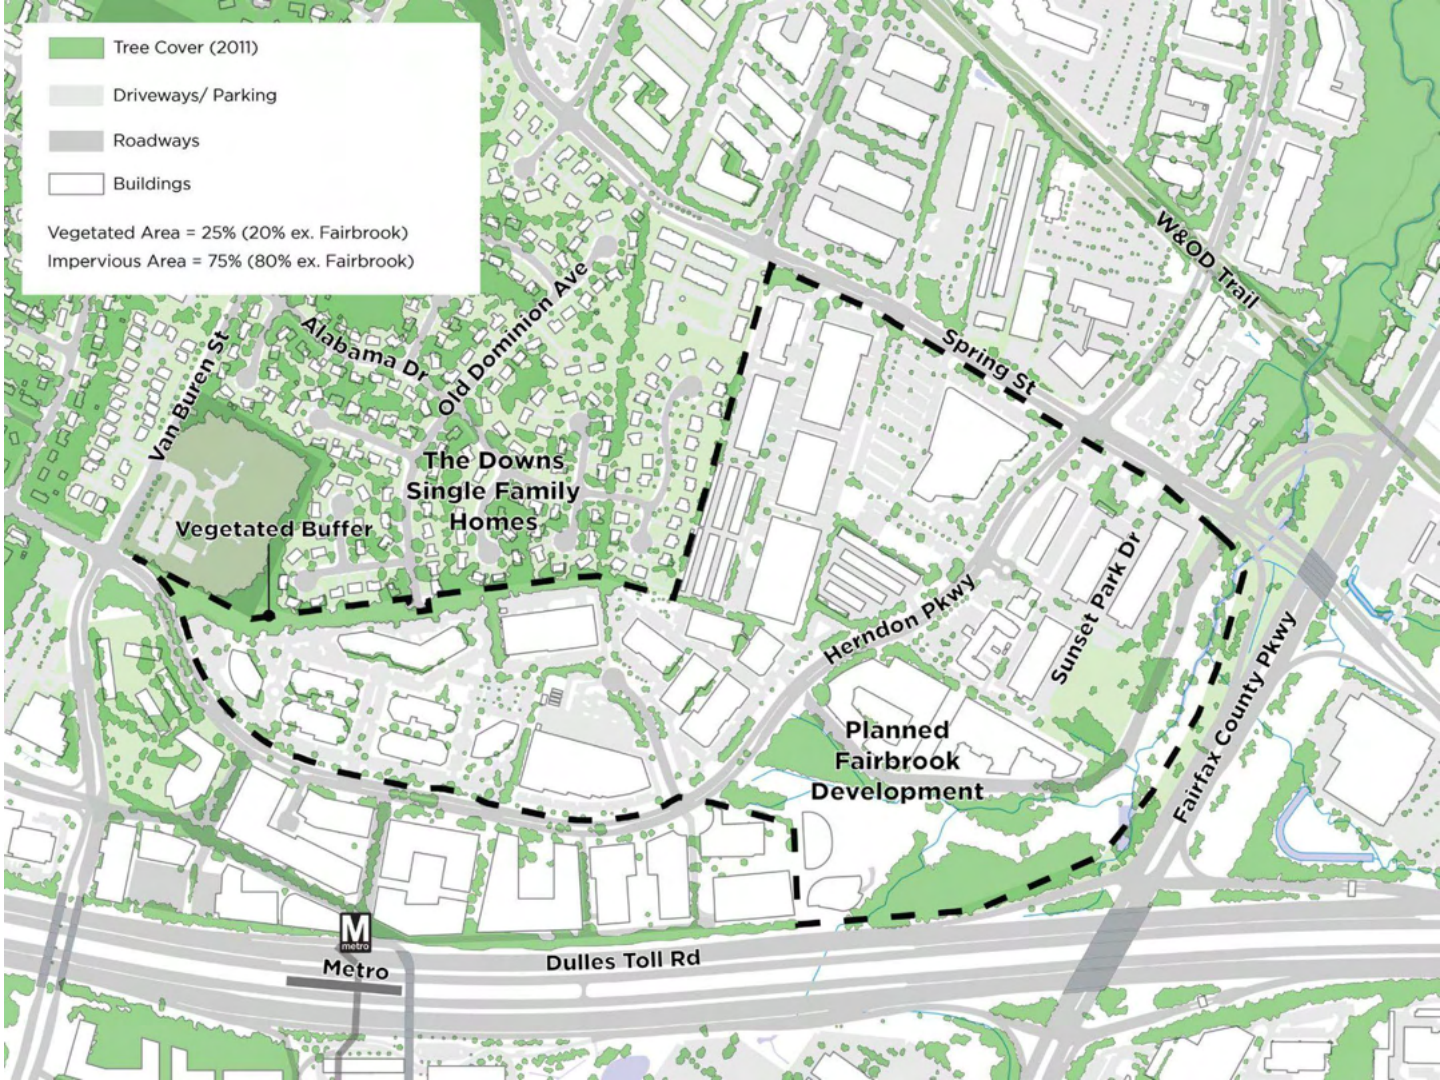 Tree Cover (2011)
Driveways/ Parking
Roadways
Buildings
Vegetated Area = 25% (20% ex. Fairbrook)
Impervious Area = 75% (80% ex. Fairbrook)
W&OD Trail
Van Buren St
Alabama Dr
Old Dominion Ave
Spring St
The Downs
Single Family
Homes
Vegetated Buffer
Herndon Pkwy
Sunset Park Dr
Fairfax County Pkwy
Planned
Fairbrook
Development
M
metro
Metro
Dulles Toll Rd